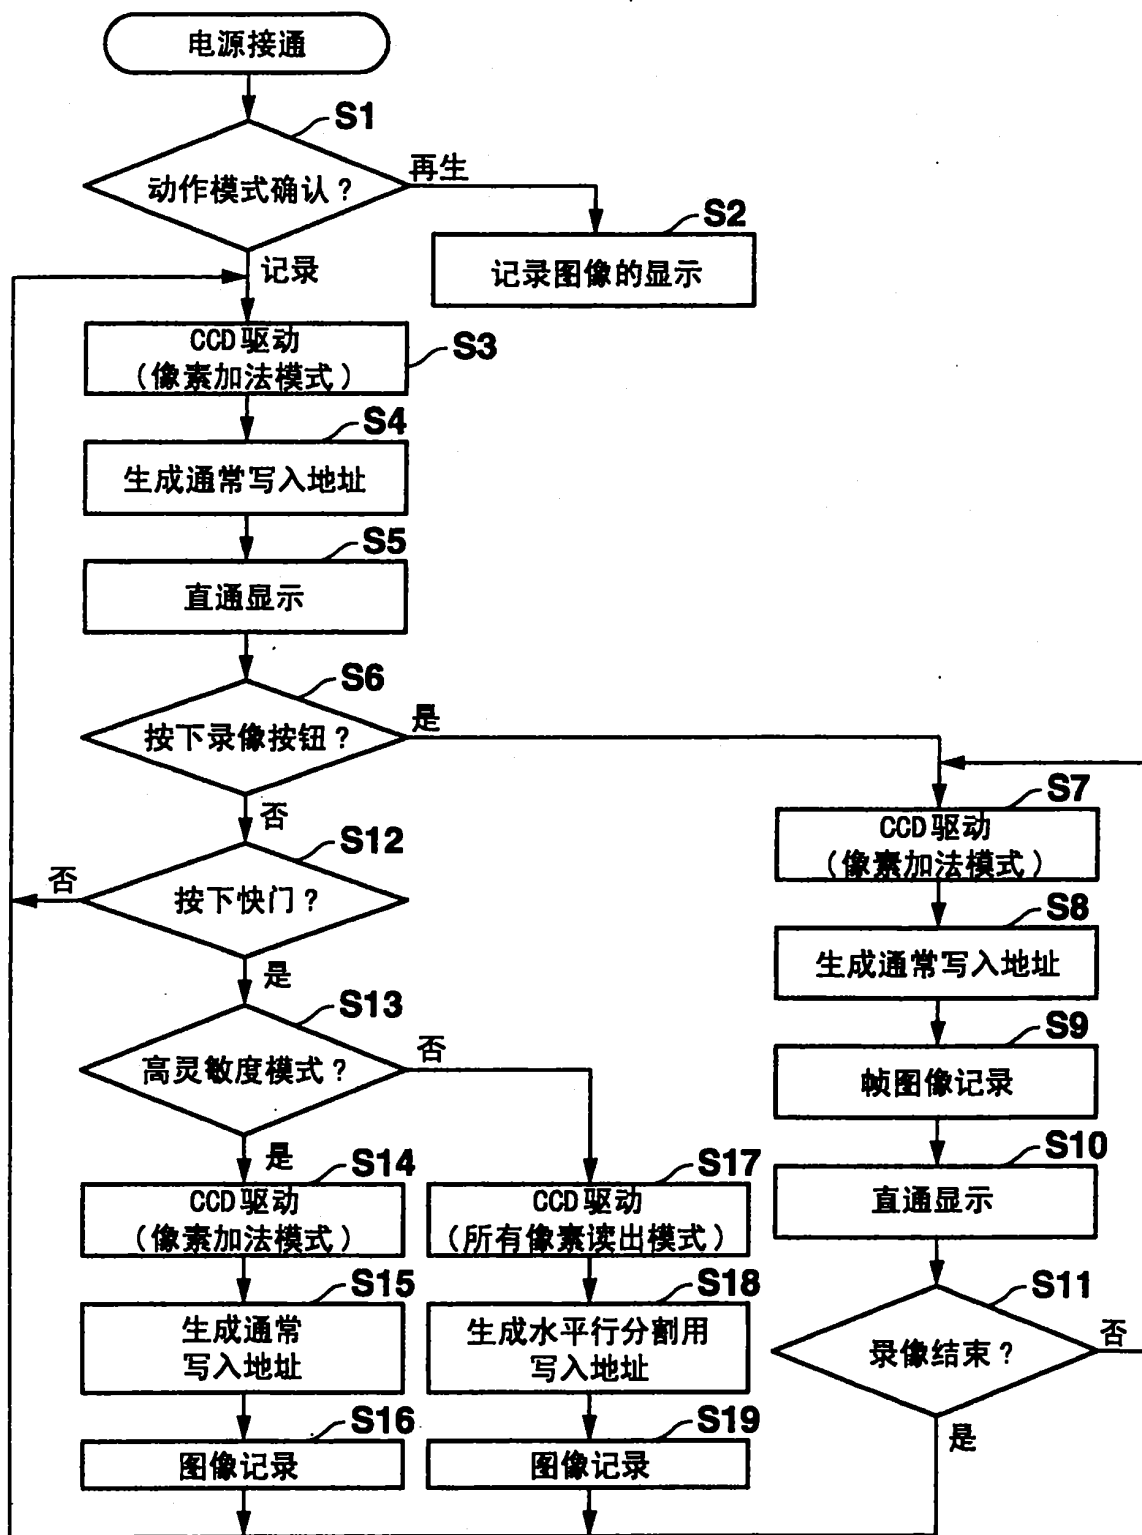 电源接通
S1
动作模式确认？
再生
S2
记录图像的显示
记录
CCD驱动
（像素加法模式）
S3
S4
生成通常写入地址
S5
直通显示
S6
按下录像按钮？
是
否
S7
CCD驱动
（像素加法模式）
S8
生成通常写入地址
S9
帧图像记录
S10
直通显示
S11
录像结束？
否
是
S12
按下快门？
否
是
S13
高灵敏度模式？
否
是
S14
CCD驱动
（像素加法模式）
S15
生成通常
写入地址
S16
图像记录
S17
CCD驱动
（所有像素读出模式）
S18
生成水平行分割用
写入地址
S19
图像记录